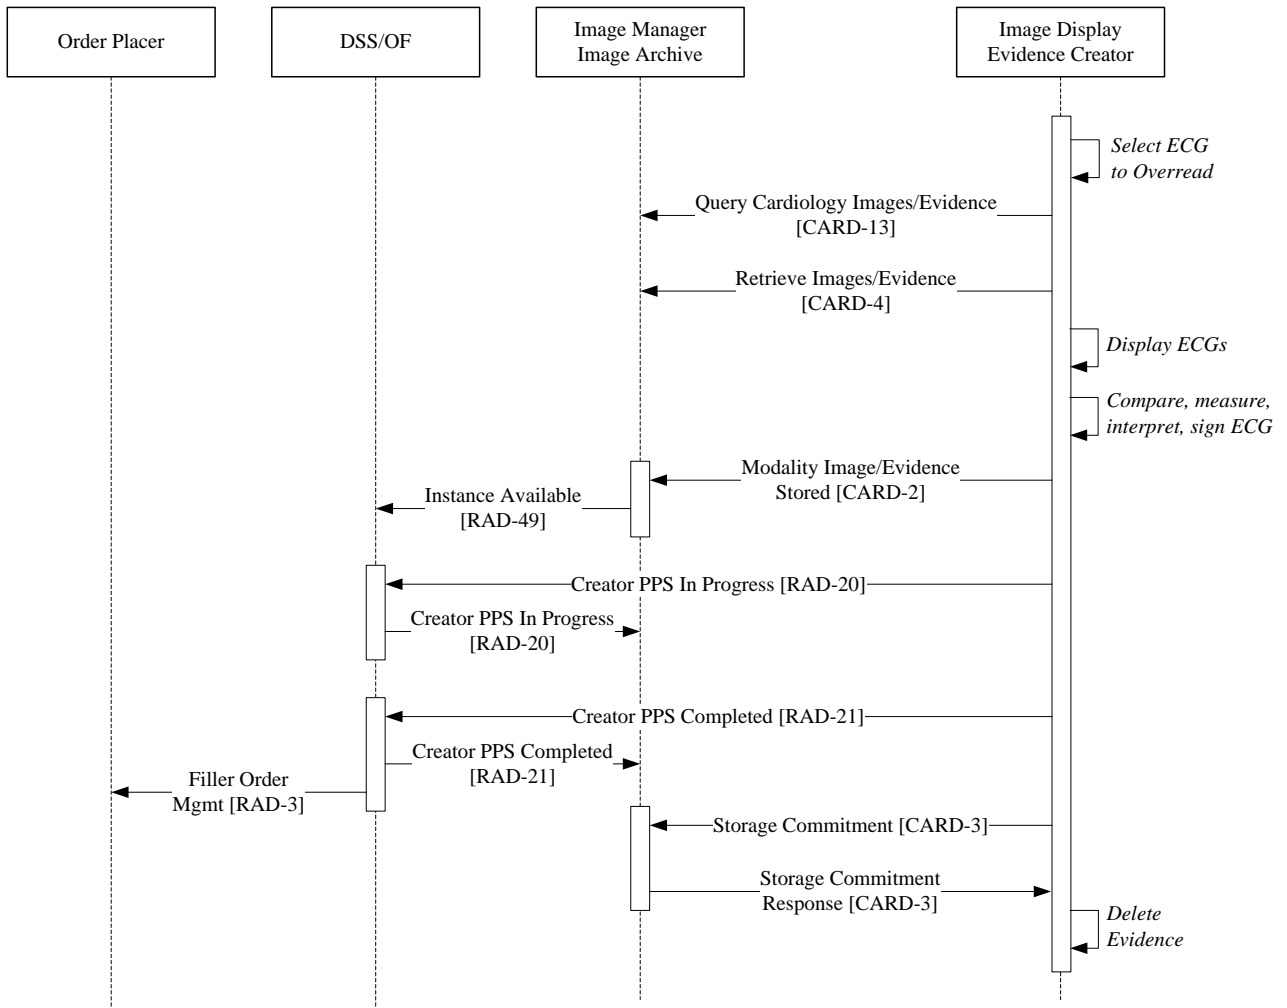 Order Placer
DSS/OF
Image Manager
Image Archive
Image Display
Evidence Creator
Select ECG
to Overread
Query Cardiology Images/Evidence
[CARD-13]
Retrieve Images/Evidence
[CARD-4]
Display ECGs
Compare, measure,
interpret, sign ECG
Modality Image/Evidence
Stored [CARD-2]
Instance Available
[RAD-49]
Creator PPS In Progress [RAD-20]
Creator PPS In Progress
[RAD-20]
Creator PPS Completed [RAD-21]
Creator PPS Completed
[RAD-21]
Filler Order
Mgmt [RAD-3]
Storage Commitment [CARD-3]
Storage Commitment
Response [CARD-3]
Delete
Evidence